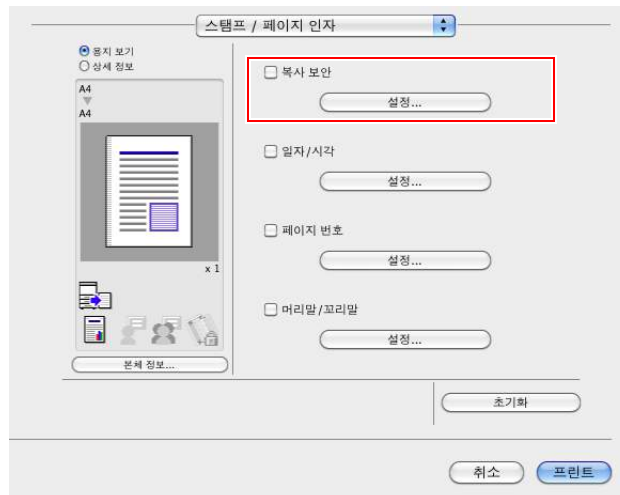 스탬프 / 페이지 인자
용지 보기
상세 정보
A4
A4
x 1
본체 정보...
복사 보안
설정...
일자/시각
설정...
페이지 번호
설정...
머리말/꼬리말
설정...
초기화
취소
프린트